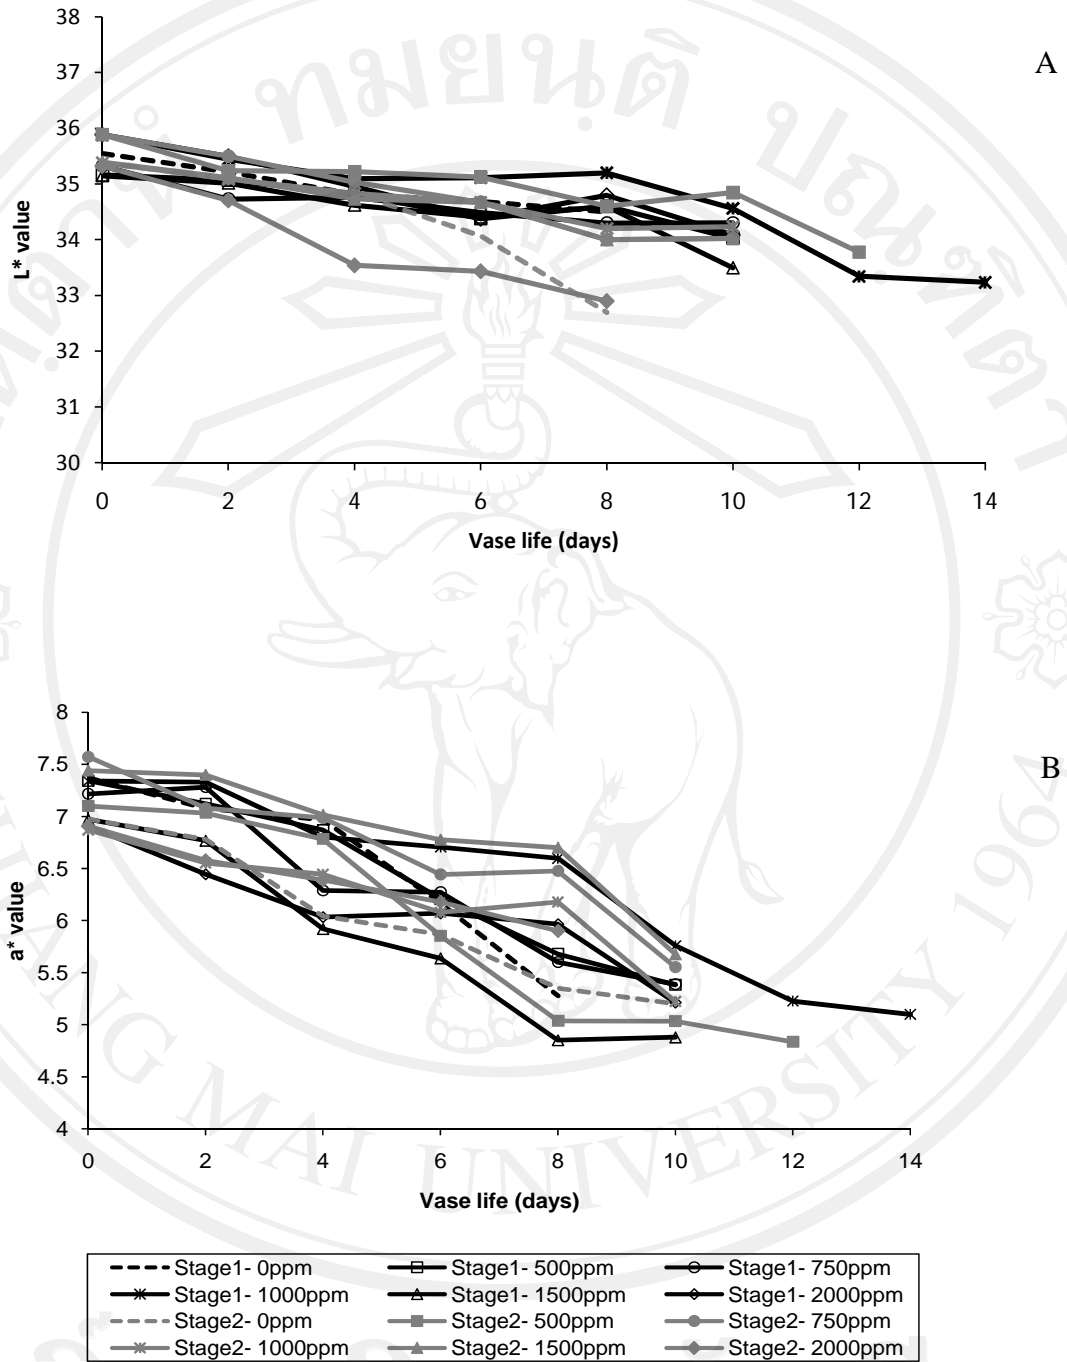 A
38
37
36
35
34
33
32
31
30
L* value
0 2 4 6 8 10 12 14
Vase life (days)
B
8
7.5
7
6.5
6
5.5
5
4.5
4
a* value
0 2 4 6 8 10 12 14
Vase life (days)
Stage1- 0ppm Stage1- 500ppm Stage1- 750ppm
Stage1- 1000ppm Stage1- 1500ppm Stage1- 2000ppm
Stage2- 0ppm Stage2- 500ppm Stage2- 750ppm
Stage2- 1000ppm Stage2- 1500ppm Stage2- 2000ppm
MAI UNIVERSITY 1964